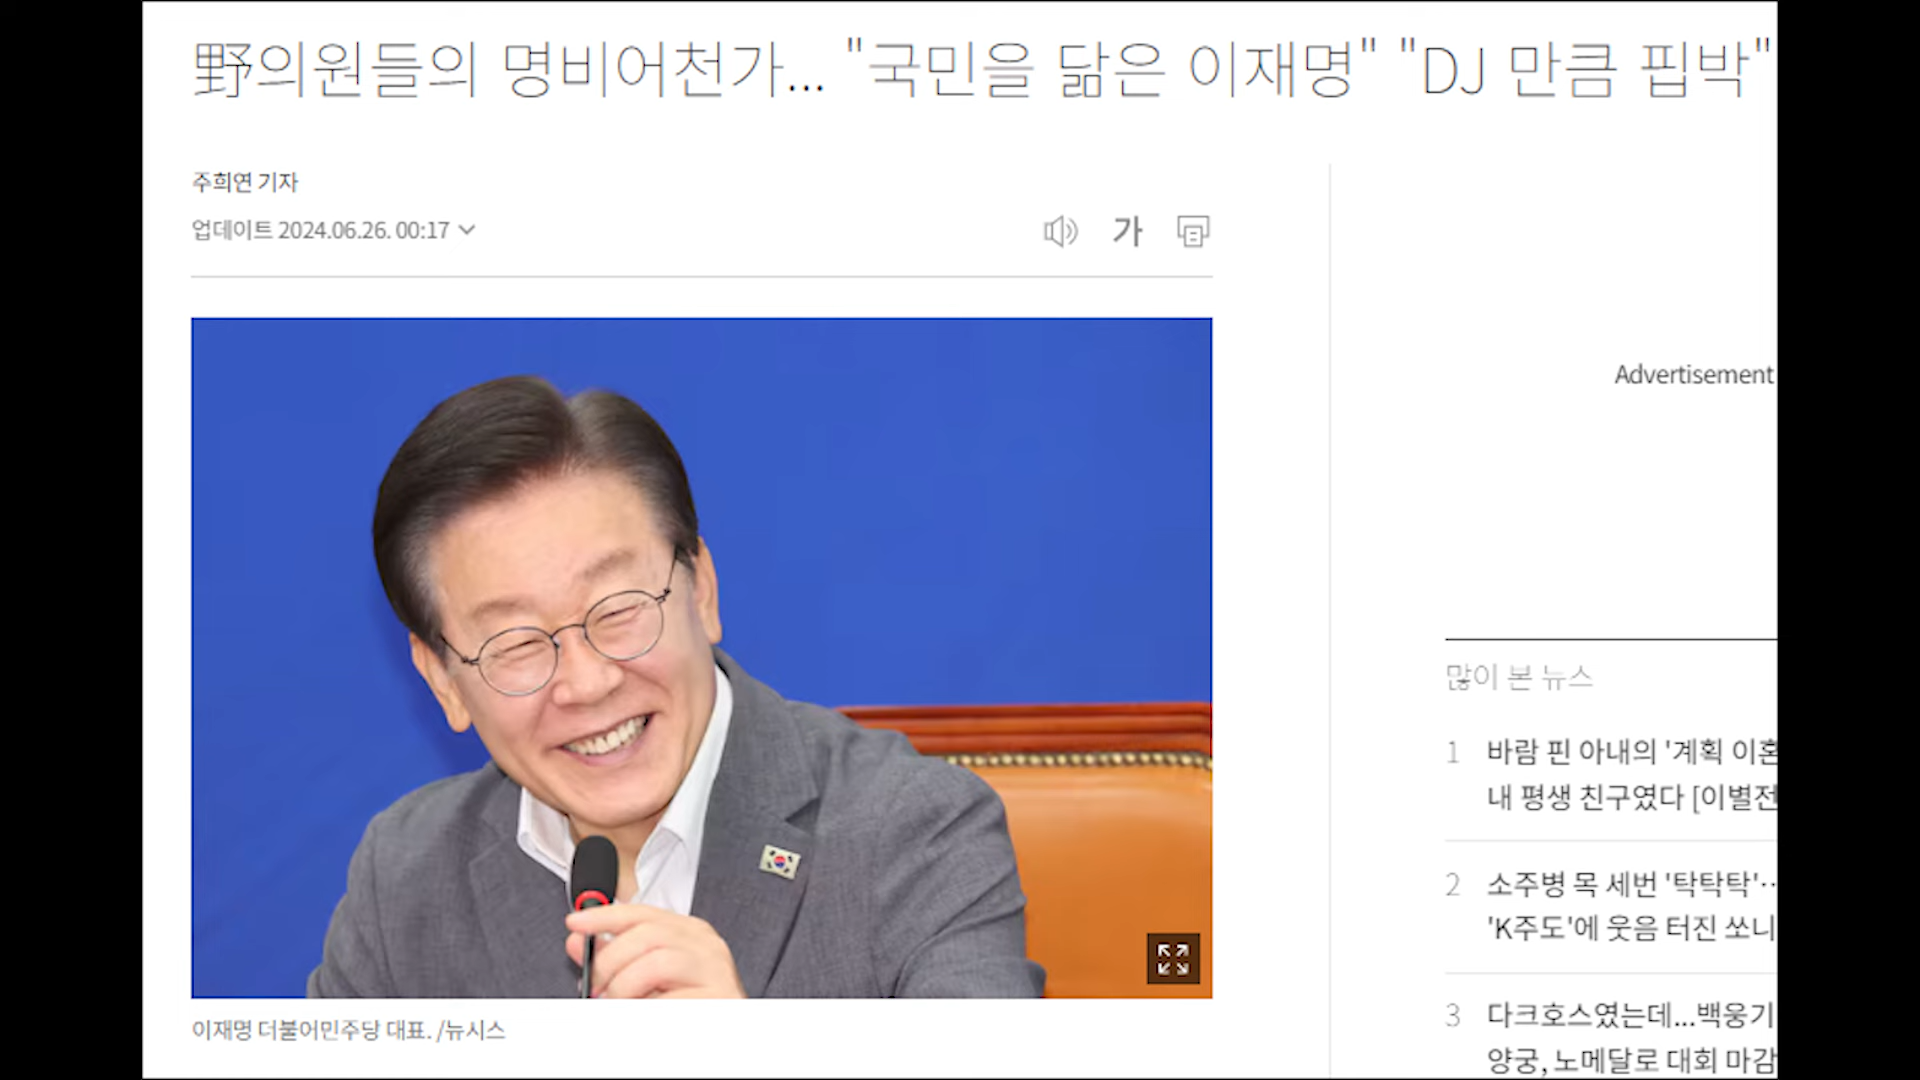 野의원들의 명비어천가... "국민을 닮은 이재명" "DJ 만큼 핍박"
주희연 기자
업데이트 2024.06.26. 00:17
가
이재명 더불어민주당 대표. /뉴시스
Advertisement
많이 본 뉴스
1 바람 핀 아내의 '계획 이혼
내 평생 친구였다 [이별전
2 소주병 목 세번 '탁탁탁'…
'K주도'에 웃음 터진 쏘니
3 다크호스였는데...백웅기
양궁, 노메달로 대회 마감